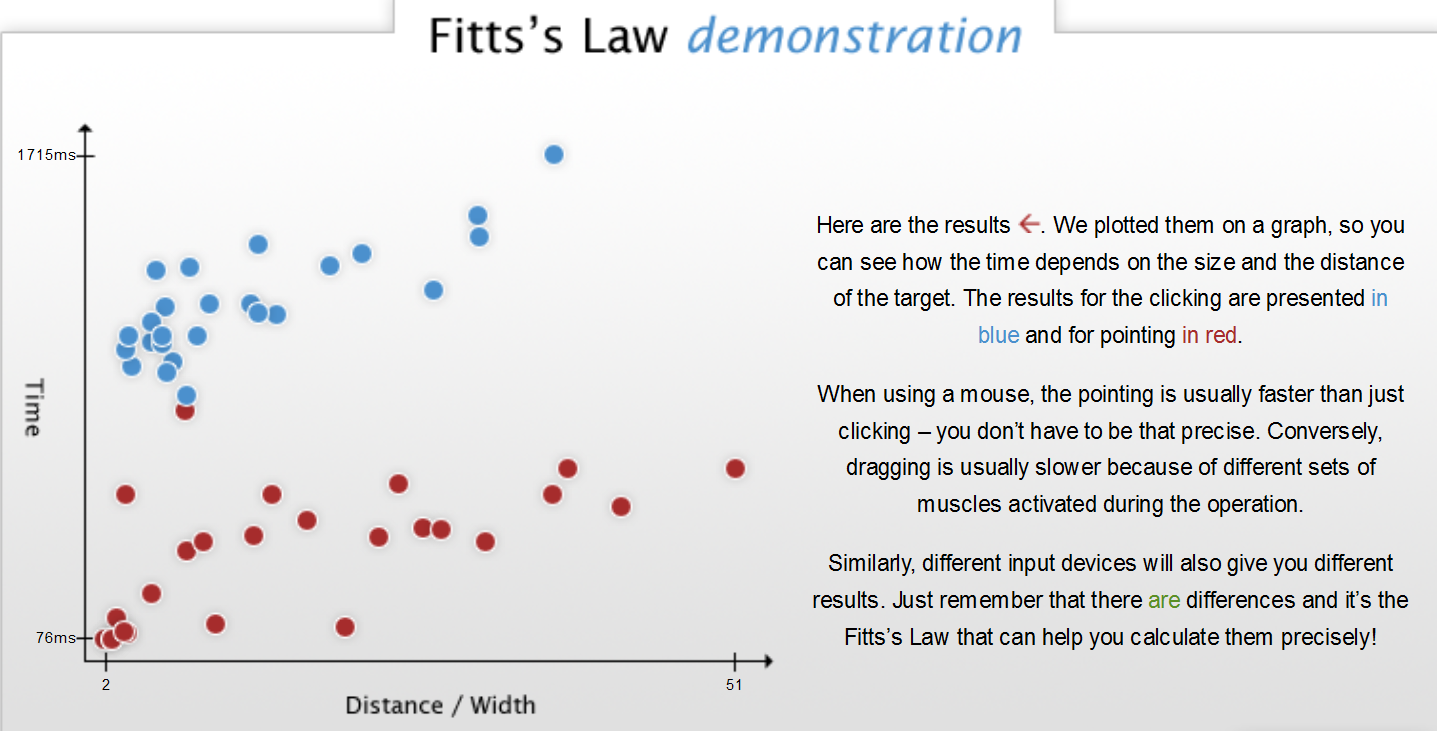 Fitts's Law demonstration
1715ms
Time
76ms
2
51
Distance / Width
Here are the results ←. We plotted them on a graph, so you
can see how the time depends on the size and the distance
of the target. The results for the clicking are presented in
blue and for pointing in red.
When using a mouse, the pointing is usually faster than just
clicking – you don't have to be that precise. Conversely,
dragging is usually slower because of different sets of
muscles activated during the operation.
Similarly, different input devices will also give you different
results. Just remember that there are differences and it's the
Fitts's Law that can help you calculate them precisely!